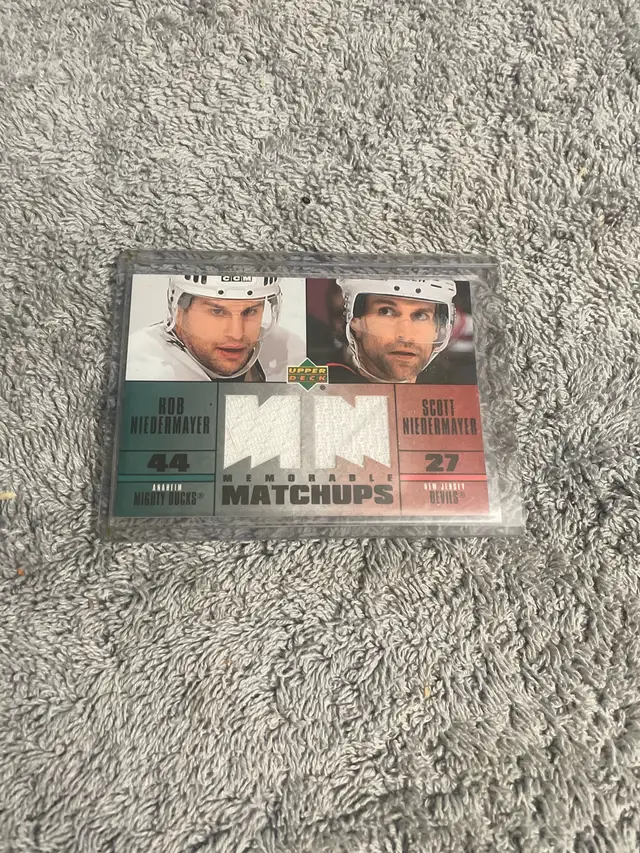 CCM
UPPER
DECK
ROB
NIEDERMAYER
44
ANAHEIM
MIGHTY DUCKS®
SCOTT
NIEDERMAYER
27
NEW JERSEY
DEVILS®
MEMORABLE
MATCHUPS